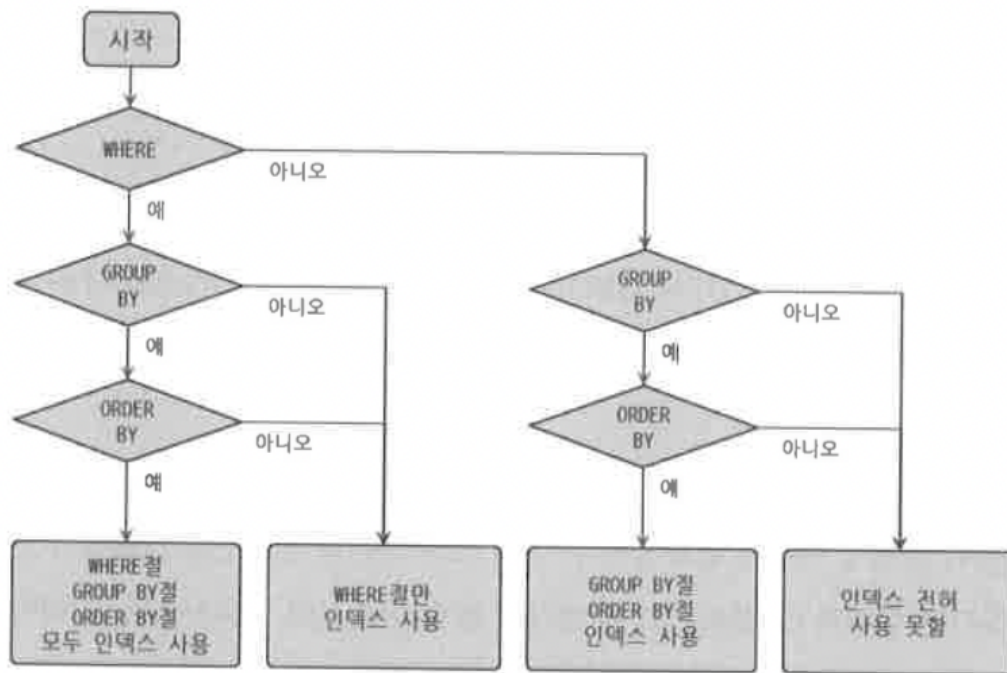 시작
WHERE
아니오
예
GROUP
BY
아니오
예
ORDER
BY
아니오
예
GROUP
BY
아니오
예
ORDER
BY
아니오
예
WHERE절
GROUP BY절
ORDER BY절
모두 인덱스 사용
WHERE절만
인덱스 사용
GROUP BY절
ORDER BY절
인덱스 사용
인덱스 전혀
사용 못함